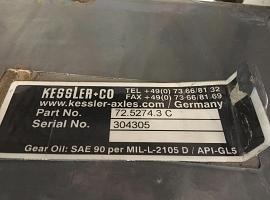 KESSLER+CO TEL +49(0) 73 66/81 32
FAX +49(0) 73 66/81 69
www.kessler-axles.com / Germany
Part No. 72.5274.3 C
Serial No. 304305
Gear Oil: SAE 90 per MIL-L-2105 D / API-GL5